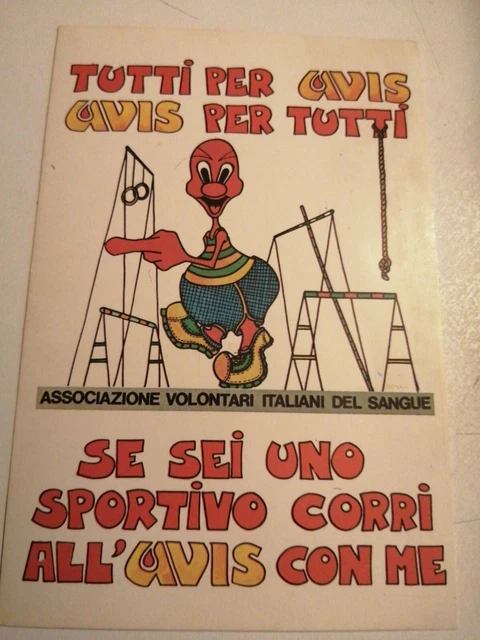 TUTTI PER AVIS
AVIS PER TUTTI
ASSOCIAZIONE VOLONTARI ITALIANI DEL SANGUE
SE SEI UNO
SPORTIVO CORRI
ALL'AVIS CON ME